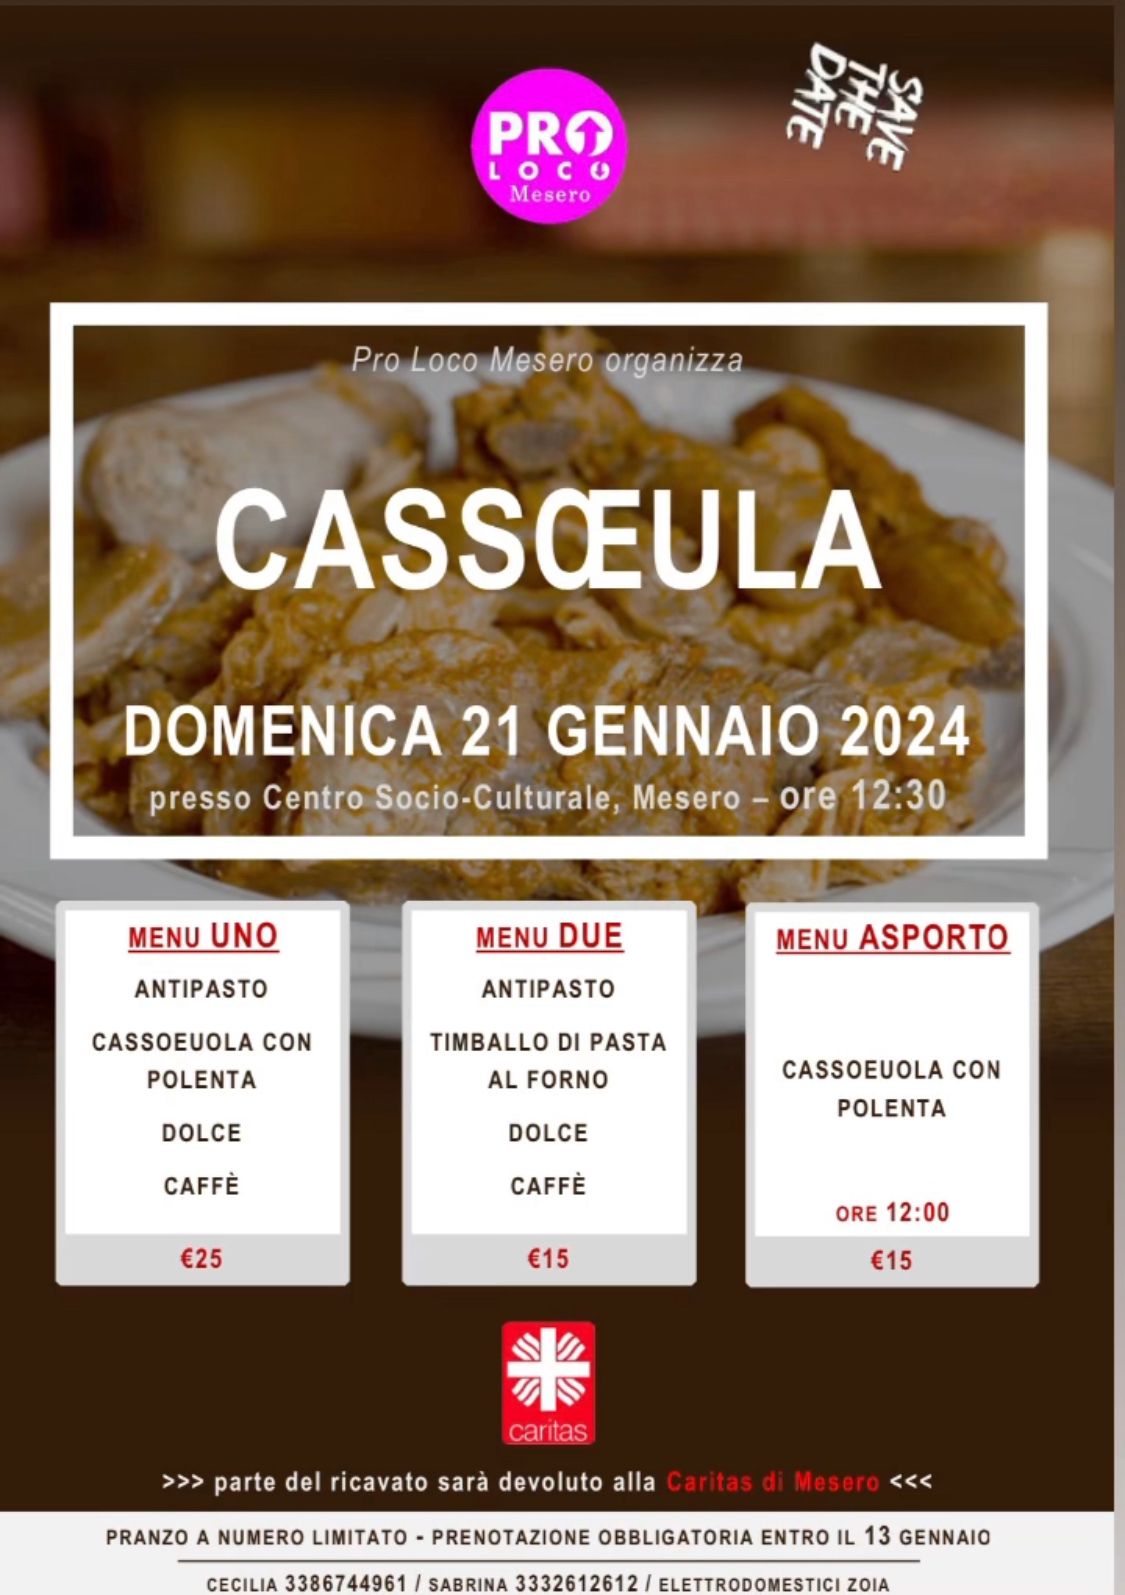 SAVE
THE
DATE
PRO
LOCO
Mesero
Pro Loco Mesero organizza
CASSŒULA
DOMENICA 21 GENNAIO 2024
presso Centro Socio-Culturale, Mesero – ore 12:30
MENU UNO
ANTIPASTO
CASSOEUOLA CON
POLENTA
DOLCE
CAFFÈ
€25
MENU DUE
ANTIPASTO
TIMBALLO DI PASTA
AL FORNO
DOLCE
CAFFÈ
€15
MENU ASPORTO
CASSOEUOLA CON
POLENTA
ORE 12:00
€15
caritas
>>> parte del ricavato sarà devoluto alla Caritas di Mesero <<<
PRANZO A NUMERO LIMITATO - PRENOTAZIONE OBBLIGATORIA ENTRO IL 13 GENNAIO
CECILIA 3386744961 / SABRINA 3332612612 / ELETTRODOMESTICI ZOIA